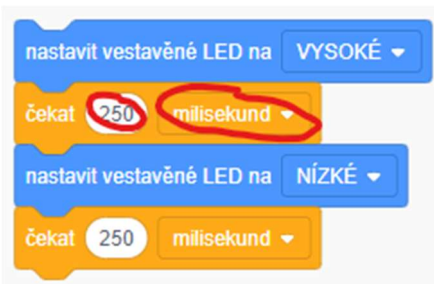 nastavit vestavěné LED na VYSOKÉ
čekat 250 milisekund
nastavit vestavěné LED na NÍZKÉ
čekat 250 milisekund